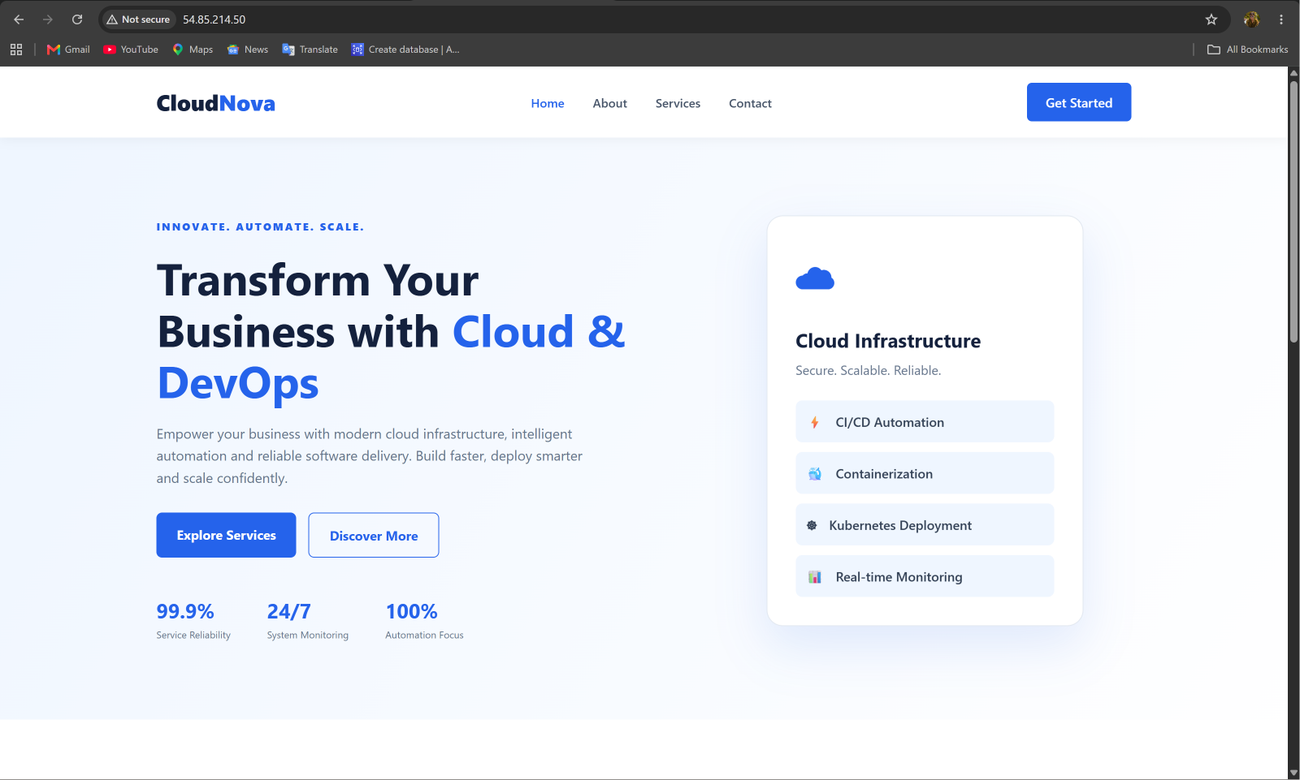 Not secure 54.85.214.50
Gmail YouTube Maps News Translate Create database | A... All Bookmarks
CloudNova
Home About Services Contact
Get Started
INNOVATE. AUTOMATE. SCALE.
Transform Your
Business with Cloud &
DevOps
Empower your business with modern cloud infrastructure, intelligent
automation and reliable software delivery. Build faster, deploy smarter
and scale confidently.
Explore Services Discover More
99.9% 24/7 100%
Service Reliability System Monitoring Automation Focus
Cloud Infrastructure
Secure. Scalable. Reliable.
CI/CD Automation
Containerization
Kubernetes Deployment
Real-time Monitoring